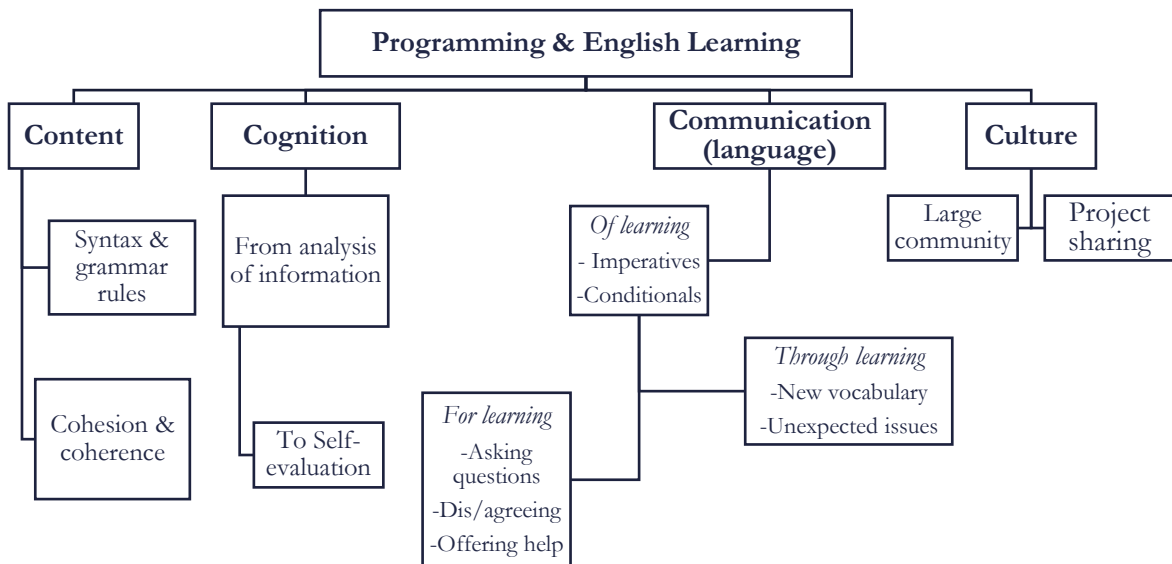 Programming & English Learning
Content
Cognition
Communication
(language)
Culture
Syntax &
grammar
rules
Cohesion &
coherence
From analysis
of information
To Self-
evaluation
Of learning
- Imperatives
-Conditionals
For learning
-Asking
questions
-Dis/agreeing
-Offering help
Through learning
-New vocabulary
-Unexpected issues
Large
community
Project
sharing